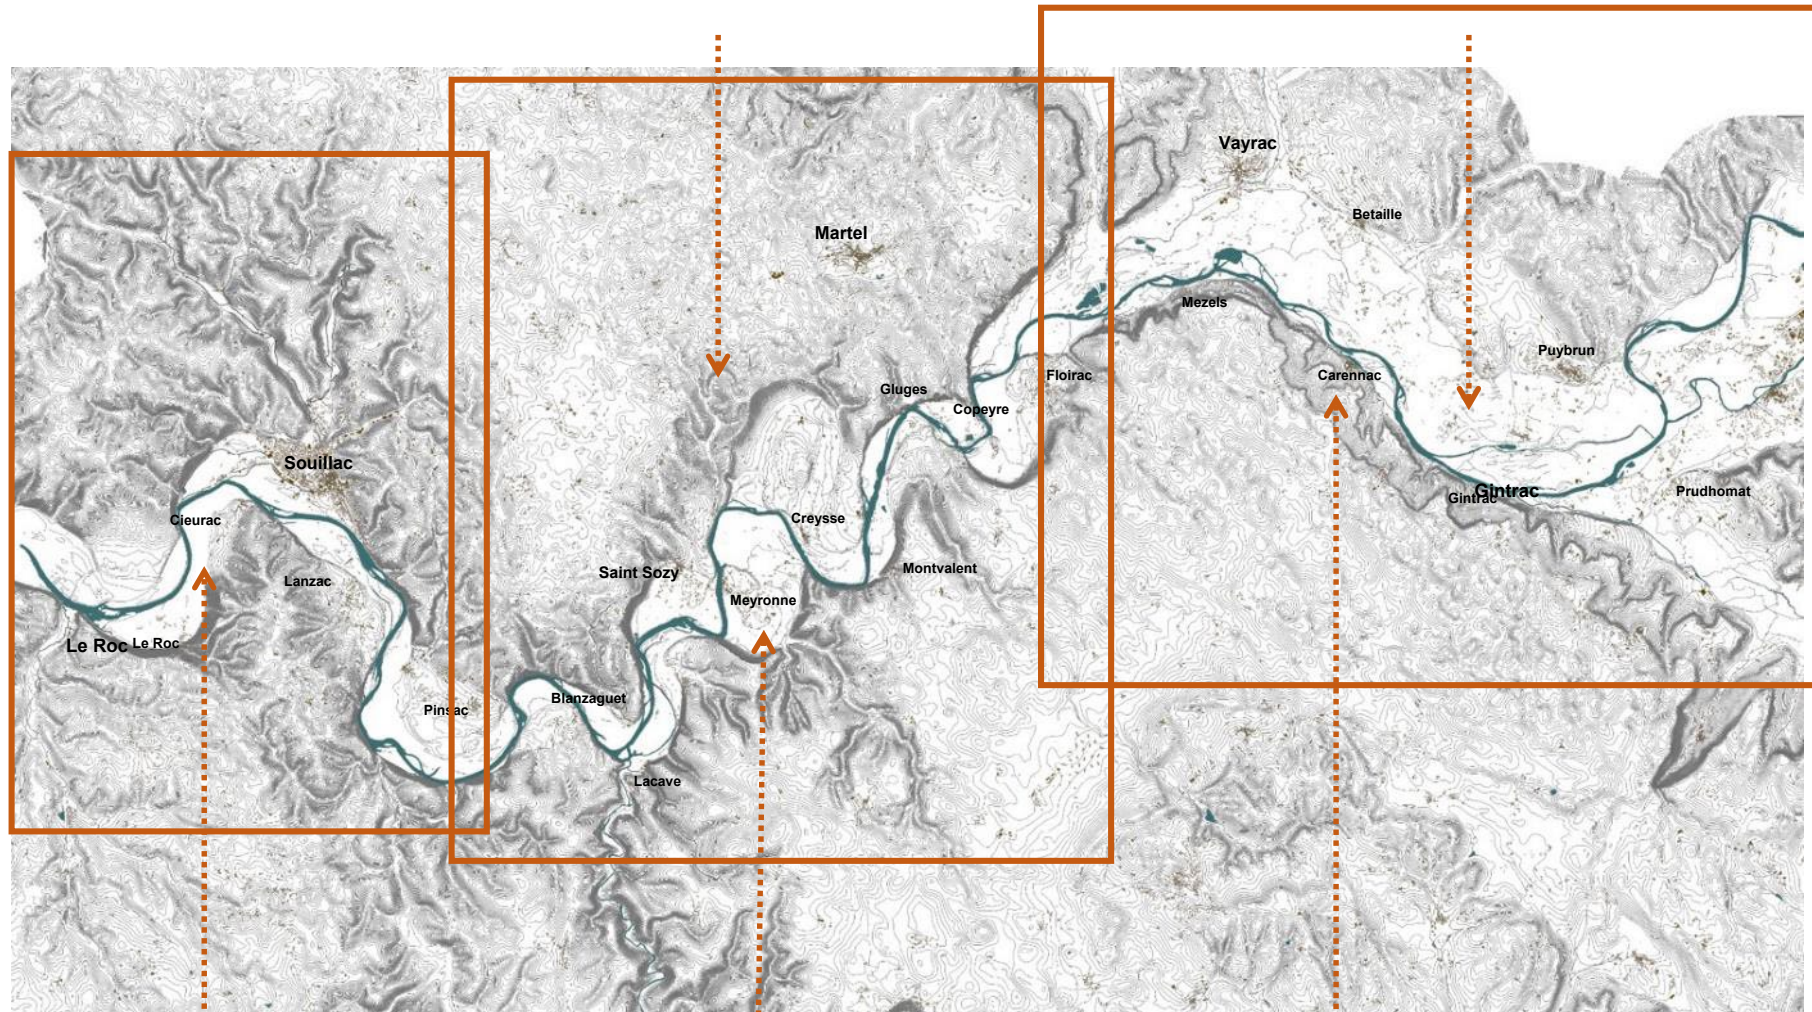 Vayrac
Betaille
Martel
Mezels
Puybrun
Floirac
Carennac
Gluges
Copeyre
Souillac
Gintrac
Gintrac
Prudhomat
Cieurac
Creysse
Montvalent
Saint Sozy
Lanzac
Meyronne
Le Roc
Le Roc
Blanzaguet
Pinsac
Lacave